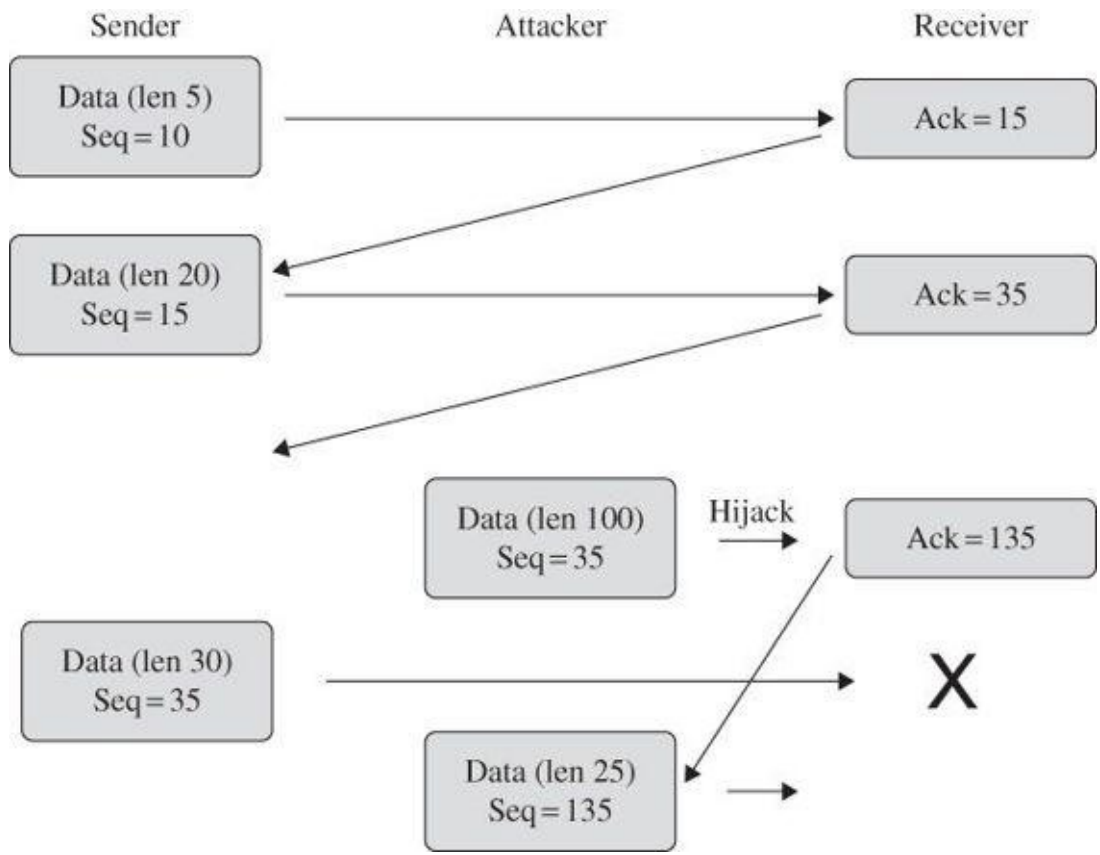 Sender
Attacker
Receiver
Data (len 5)
Seq = 10
Ack = 15
Data (len 20)
Seq = 15
Ack = 35
Data (len 100)
Seq = 35
Hijack
Ack = 135
Data (len 30)
Seq = 35
X
Data (len 25)
Seq = 135